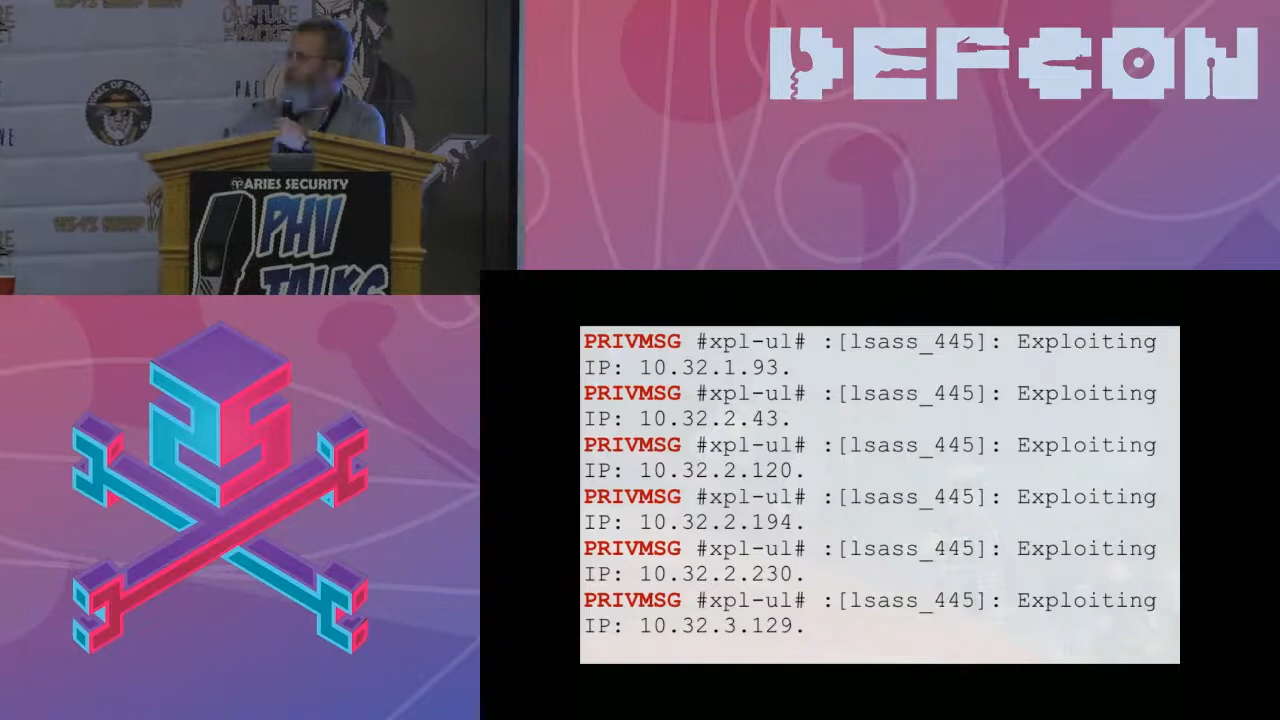 CAPTURE
DEFCON
ARIES SECURITY
PHV
TALKS
PRIVMSG #xpl-ul# :[lsass_445]: Exploiting
IP: 10.32.1.93.
PRIVMSG #xpl-ul# :[lsass_445]: Exploiting
IP: 10.32.2.43.
PRIVMSG #xpl-ul# :[lsass_445]: Exploiting
IP: 10.32.2.120.
PRIVMSG #xpl-ul# :[lsass_445]: Exploiting
IP: 10.32.2.194.
PRIVMSG #xpl-ul# :[lsass_445]: Exploiting
IP: 10.32.2.230.
PRIVMSG #xpl-ul# :[lsass_445]: Exploiting
IP: 10.32.3.129.